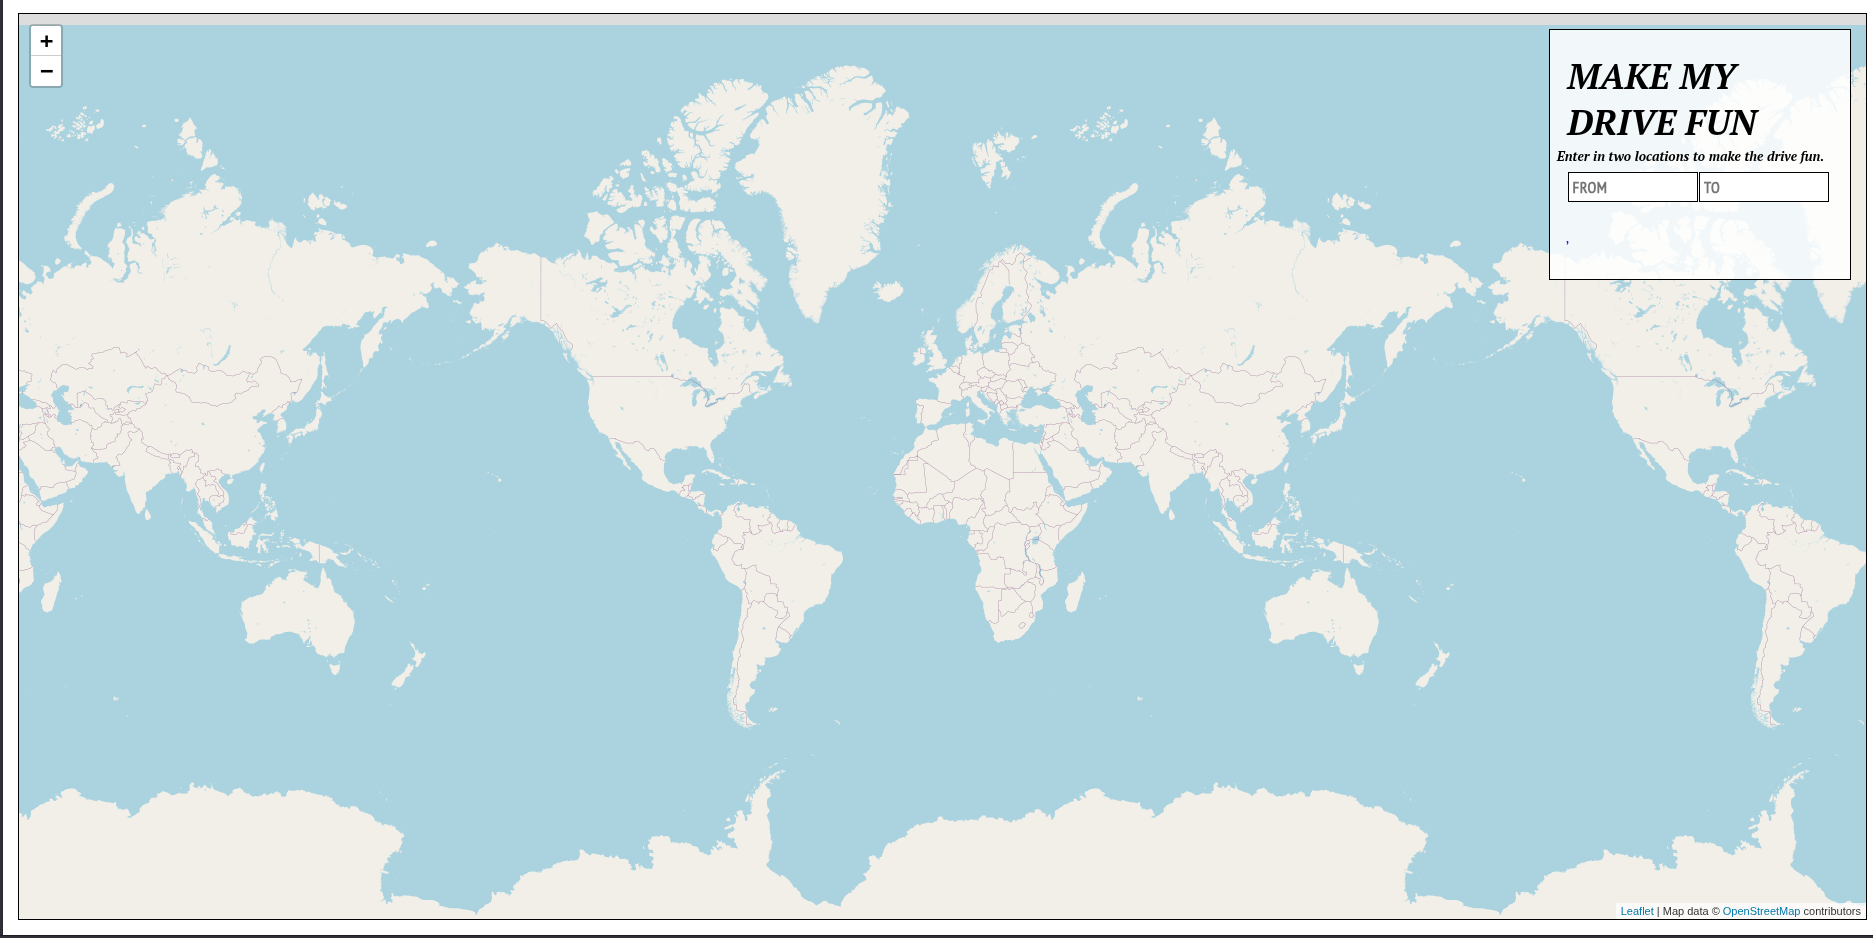 +
−
MAKE MY
DRIVE FUN
Enter in two locations to make the drive fun.
FROM TO
,
Leaflet | Map data © OpenStreetMap contributors